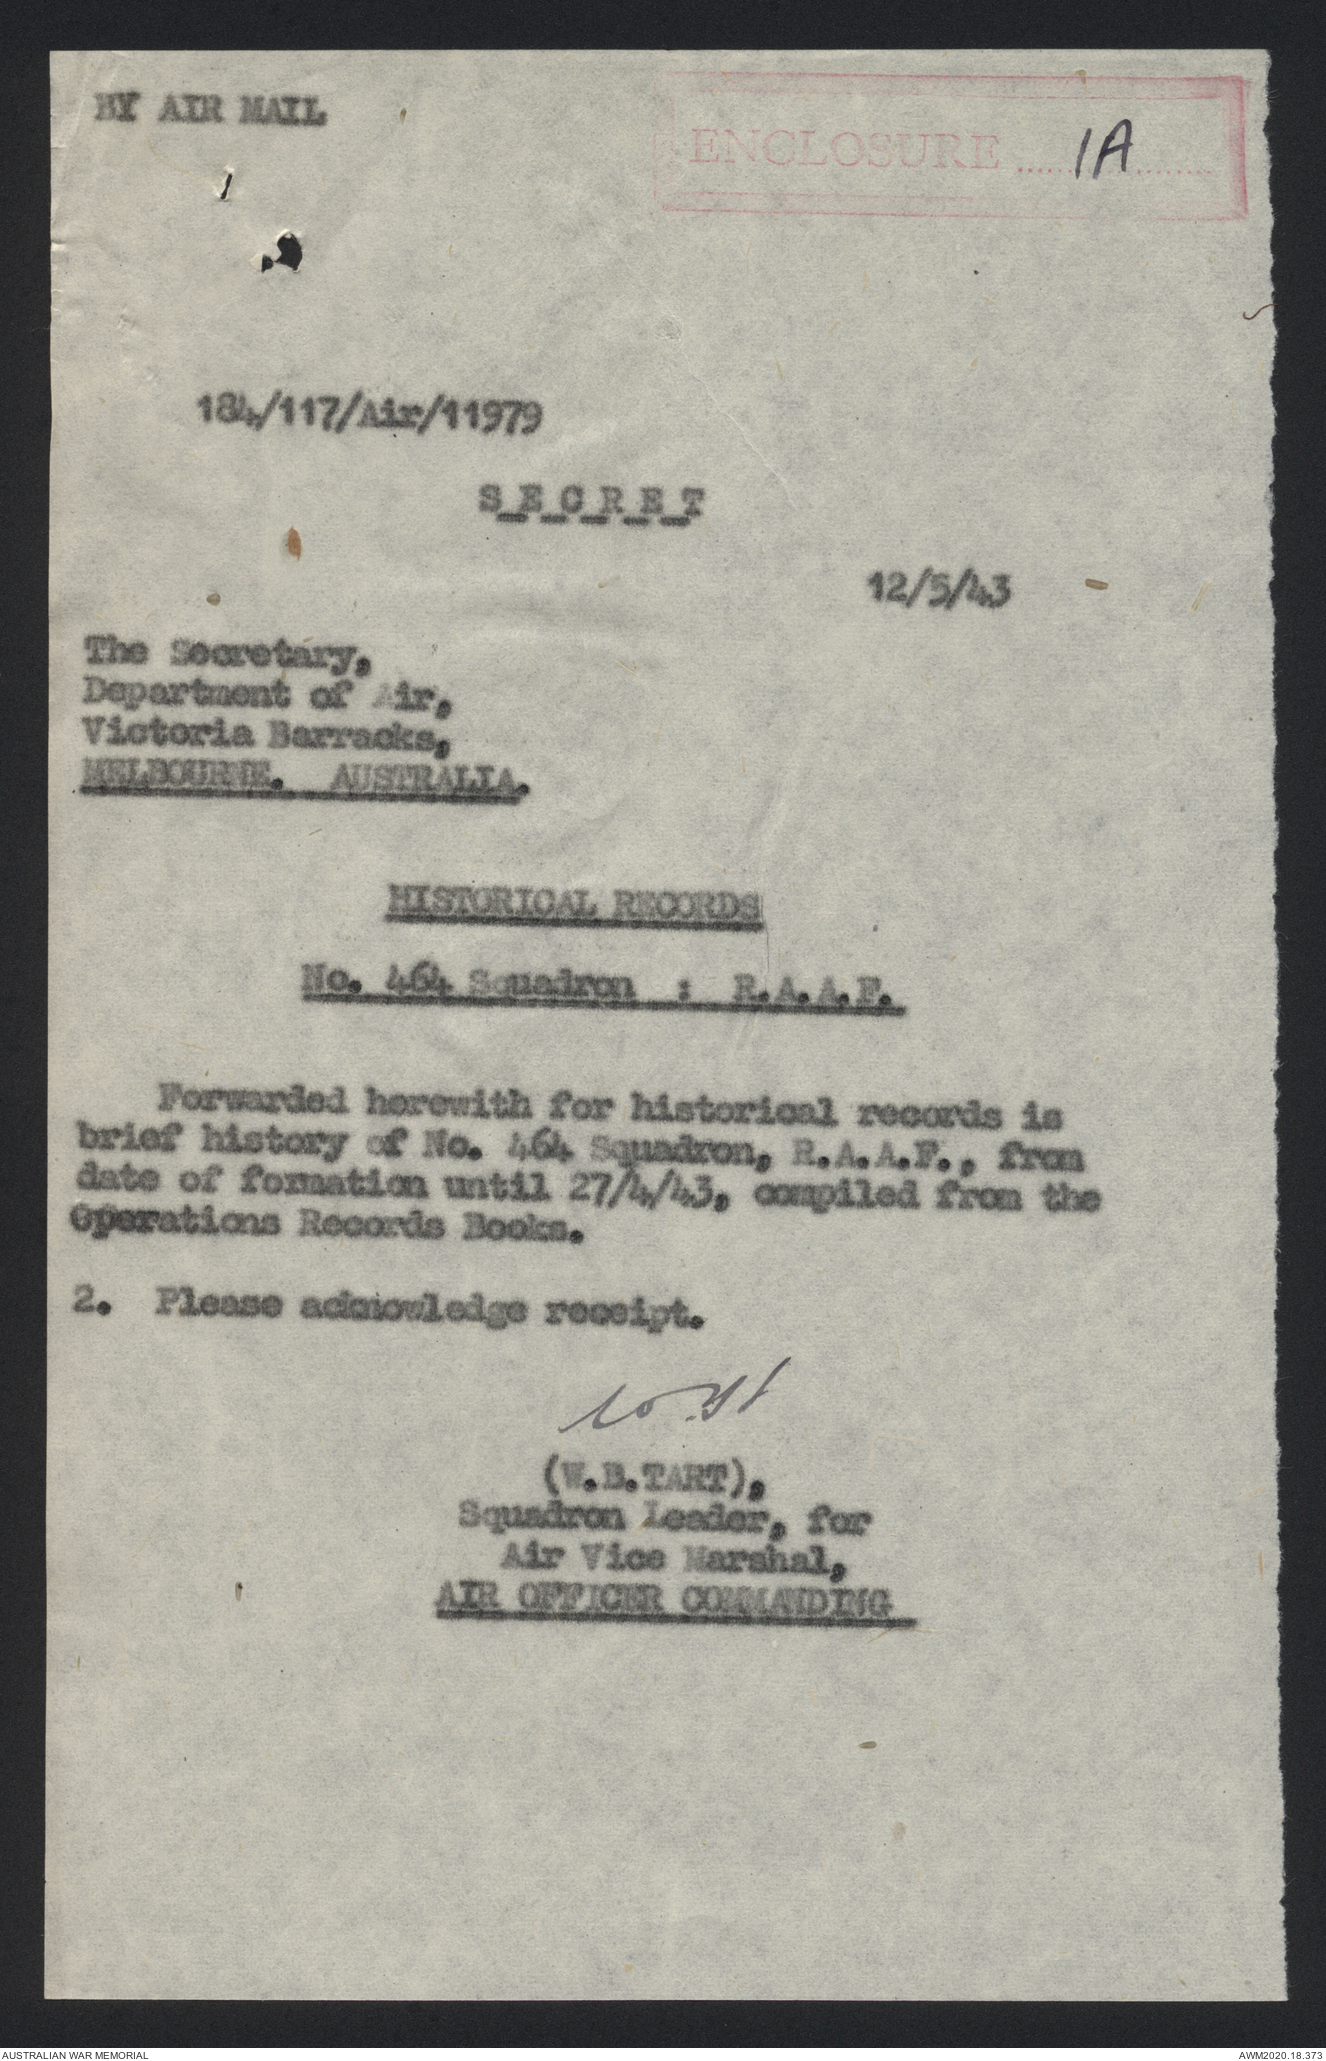 BY AIR MAIL
ENCLOSURE 1A
184/117/Air/11979
S_E_C_R_E_T
12/5/43
The Secretary,
Department of Air,
Victoria Barracks,
MELBOURNE. AUSTRALIA.
HISTORICAL RECORDS
No. 464 Squadron : R.A.A.F.
Forwarded herewith for historical records is
brief history of No. 464 Squadron, R.A.A.F., from
date of formation until 27/4/43, compiled from the
Operations Records Books.
2. Please acknowledge receipt.
(W.B.TART),
Squadron Leader, for
Air Vice Marshal,
AIR OFFICER COMMANDING
AUSTRALIAN WAR MEMORIAL
AWM2020.18.373